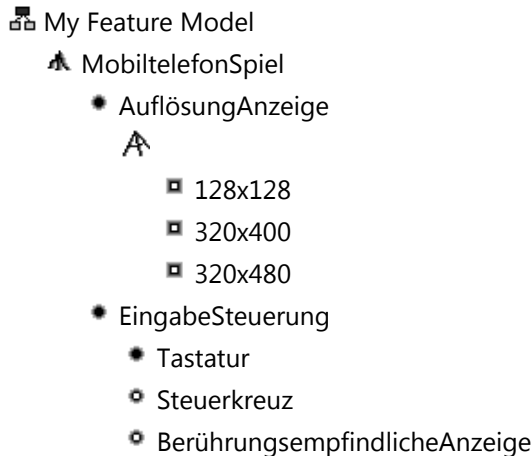 My Feature Model
MobiltelefonSpiel
AuflösungAnzeige
128x128
320x400
320x480
EingabeSteuerung
Tastatur
Steuerkreuz
BerührungsempfindlicheAnzeige